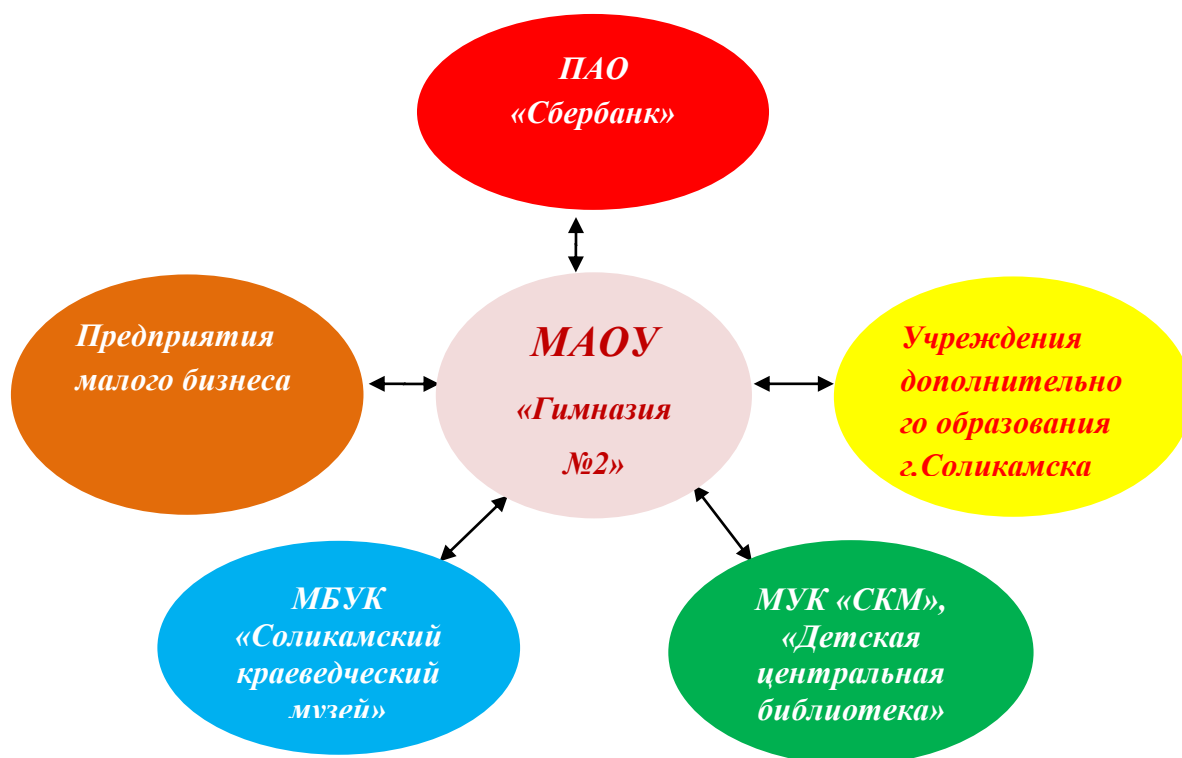 ПАО
«Сбербанк»
Предприятия
малого бизнеса
МАОУ
«Гимназия
№2»
Учреждения
дополнительно
го образования
г.Соликамска
МБУК
«Соликамский
краеведческий
музей»
МУК «СКМ»,
«Детская
центральная
библиотека»